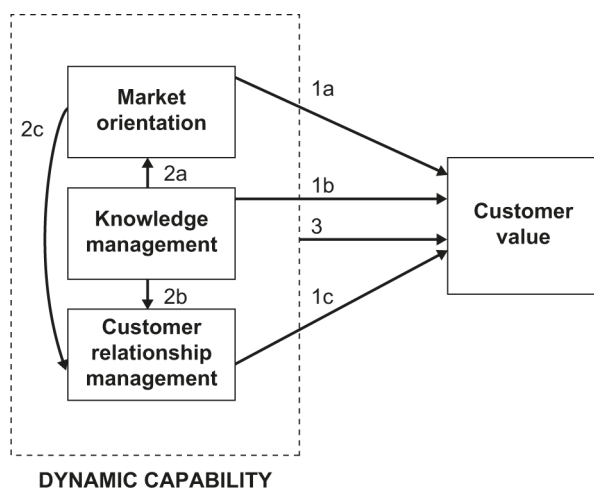 Market
orientation
1a
2c
2a
1b
Knowledge
management
Customer
value
3
2b
1c
Customer
relationship
management
DYNAMIC CAPABILITY